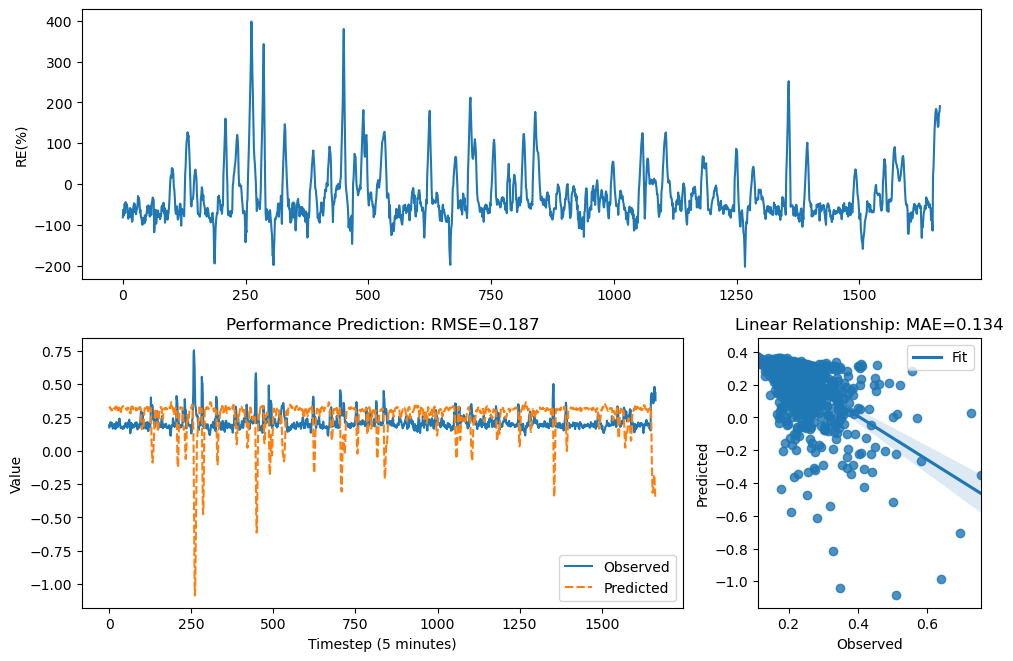 400
300
200
100
0
−100
−200
RE(%)
0 250 500 750 1000 1250 1500
Performance Prediction: RMSE=0.187
0.75
0.50
0.25
0.00
−0.25
−0.50
−0.75
−1.00
Value
Observed
Predicted
0 250 500 750 1000 1250 1500
Timestep (5 minutes)
Linear Relationship: MAE=0.134
Fit
0.4
0.2
0.0
−0.2
−0.4
−0.6
−0.8
−1.0
Predicted
0.2 0.4 0.6
Observed